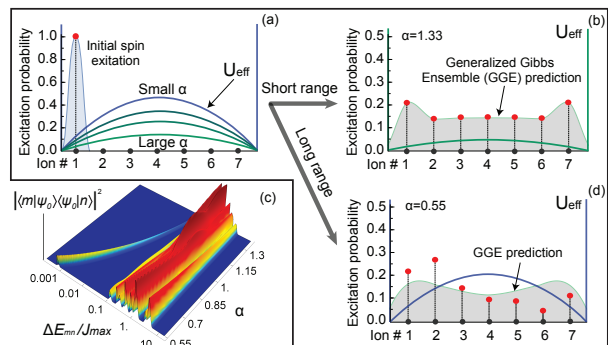 (a)
Excitation probability
1.0
0.8
0.6
0.4
0.2
0.0
Initial spin
exitation
Small α
Ueff
Large α
Ion # 1 2 3 4 5 6 7
Short range
Long range
(b)
α=1.33
Ueff
Generalized Gibbs
Ensemble (GGE) prediction
Excitation probability
0.5
0.4
0.3
0.2
0.1
0.0
Ion # 1 2 3 4 5 6 7
(c)
|⟨m|ψ₀⟩⟨ψ₀|n⟩|²
0.001
0.01
0.1
1.
10
ΔEmn/Jmax
0.55
0.7
0.85
1.
1.15
1.3
α
(d)
α=0.55
Ueff
GGE prediction
Excitation probability
0.5
0.4
0.3
0.2
0.1
0.0
Ion # 1 2 3 4 5 6 7